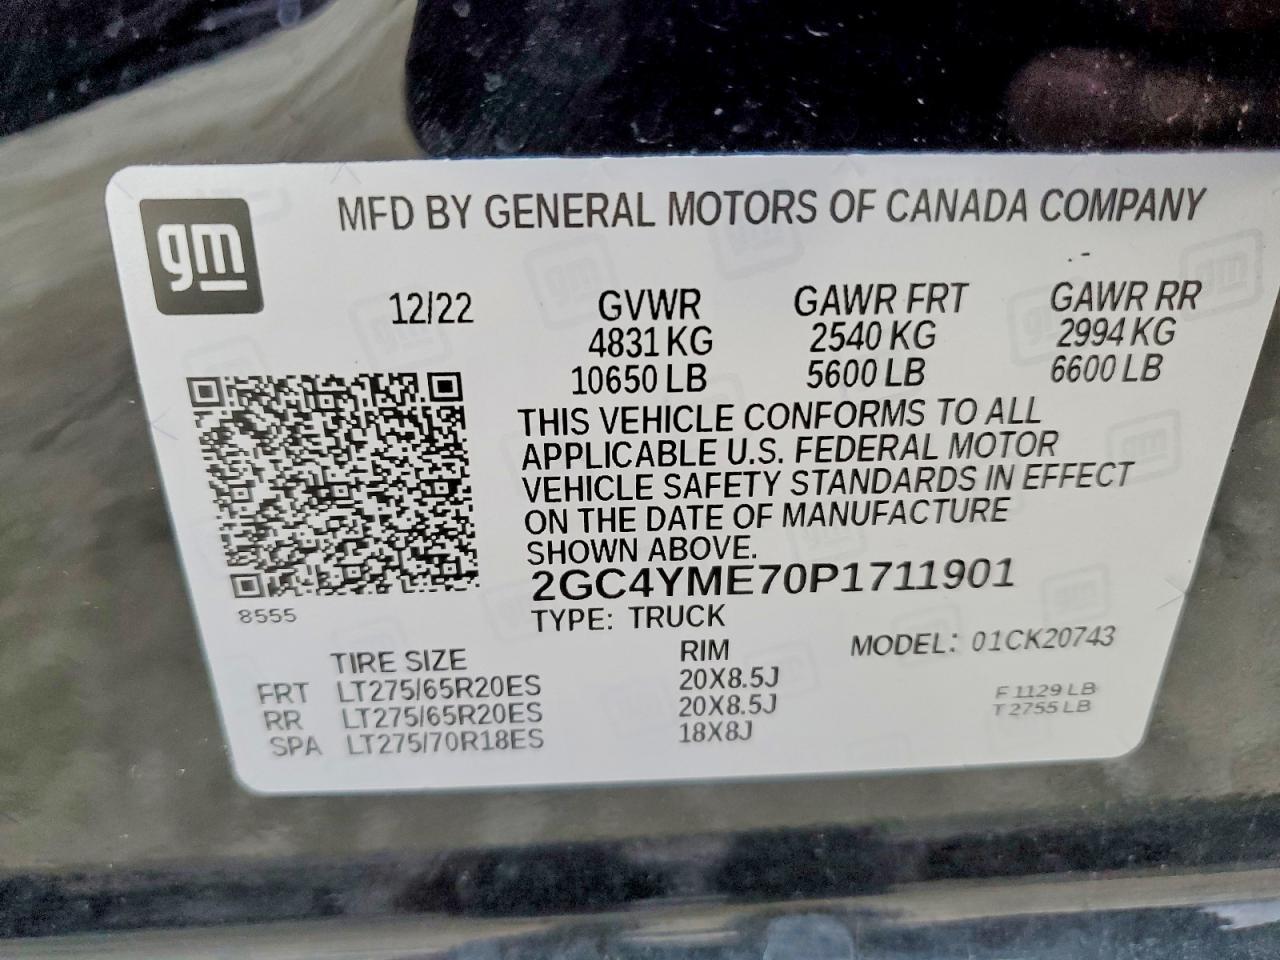 gm
MFD BY GENERAL MOTORS OF CANADA COMPANY
12/22 GVWR GAWR FRT GAWR RR
4831 KG 2540 KG 2994 KG
10650 LB 5600 LB 6600 LB
THIS VEHICLE CONFORMS TO ALL
APPLICABLE U.S. FEDERAL MOTOR
VEHICLE SAFETY STANDARDS IN EFFECT
ON THE DATE OF MANUFACTURE
SHOWN ABOVE.
2GC4YME70P1711901
8555
TYPE: TRUCK
MODEL: 01CK20743
TIRE SIZE RIM
FRT LT275/65R20ES 20X8.5J
RR LT275/65R20ES 20X8.5J
SPA LT275/70R18ES 18X8J
F 1129 LB
T 2755 LB